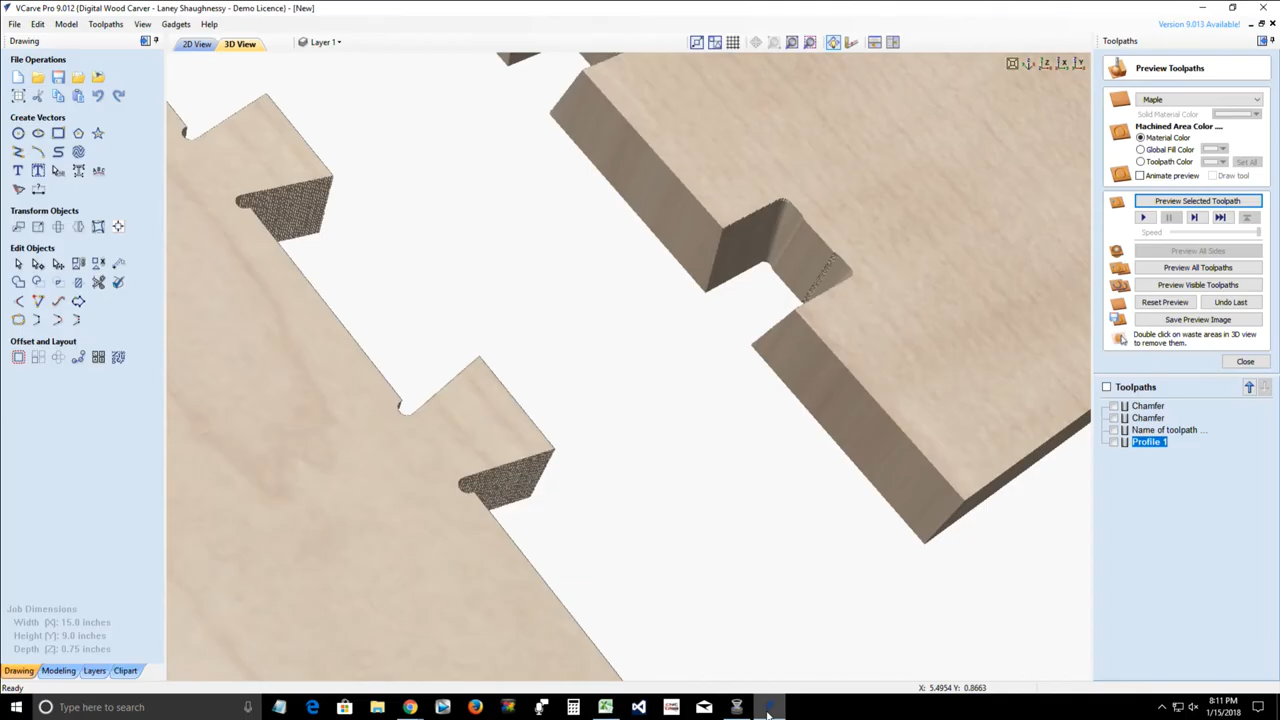 VCarve Pro 9.012 {Digital Wood Carver - Laney Shaughnessy - Demo Licence} - [New]
File Edit Model Toolpaths View Gadgets Help
Version 9.013 Available!
Drawing
2D View 3D View Layer 1
Toolpaths
File Operations
Create Vectors
Transform Objects
Edit Objects
Offset and Layout
Job Dimensions
Width (X): 15.0 inches
Height (Y): 9.0 inches
Depth (Z): 0.75 inches
Drawing Modeling Layers Clipart
Ready
X: 5.4954 Y: 0.8663
Preview Toolpaths
Maple
Solid Material Color
Machined Area Color ....
Material Color
Global Fill Color
Toolpath Color Set All
Animate preview Draw tool
Preview Selected Toolpath
Speed
Preview All Sides
Preview All Toolpaths
Preview Visible Toolpaths
Reset Preview Undo Last
Save Preview Image
Double click on waste areas in 3D view
to remove them.
Close
Toolpaths
Chamfer
Chamfer
Name of toolpath ...
Profile 1
Type here to search
8:11 PM
1/15/2018